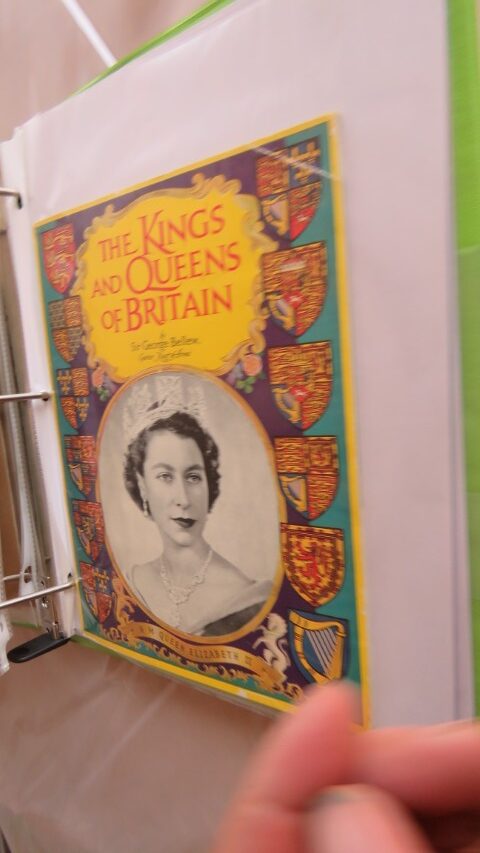 THE KINGS
AND QUEENS
OF BRITAIN
by
Sir George Bellew,
H M QUEEN ELIZABETH II